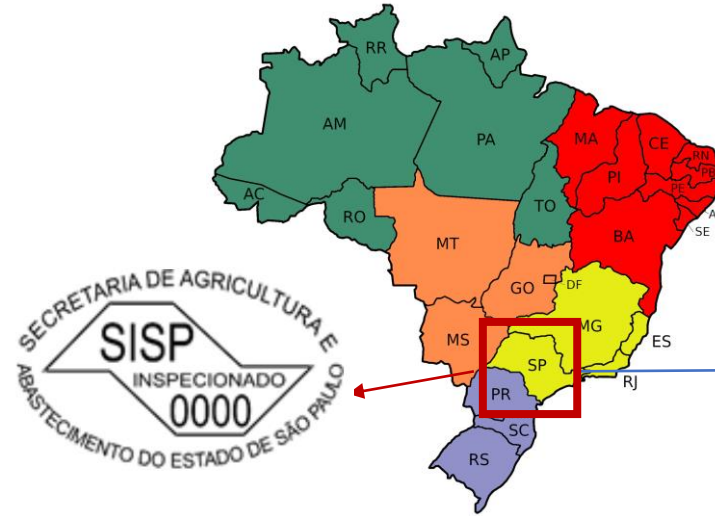 SECRETARIA DE AGRICULTURA E
ABASTECIMENTO DO ESTADO DE SÃO PAULO
SISP
INSPECIONADO
0000
RR
AP
AM
PA
MA
CE
RN
PB
PI
PE
AC
TO
A
RO
SE
BA
MT
GO
DF
MG
ES
MS
SP
RJ
PR
SC
RS